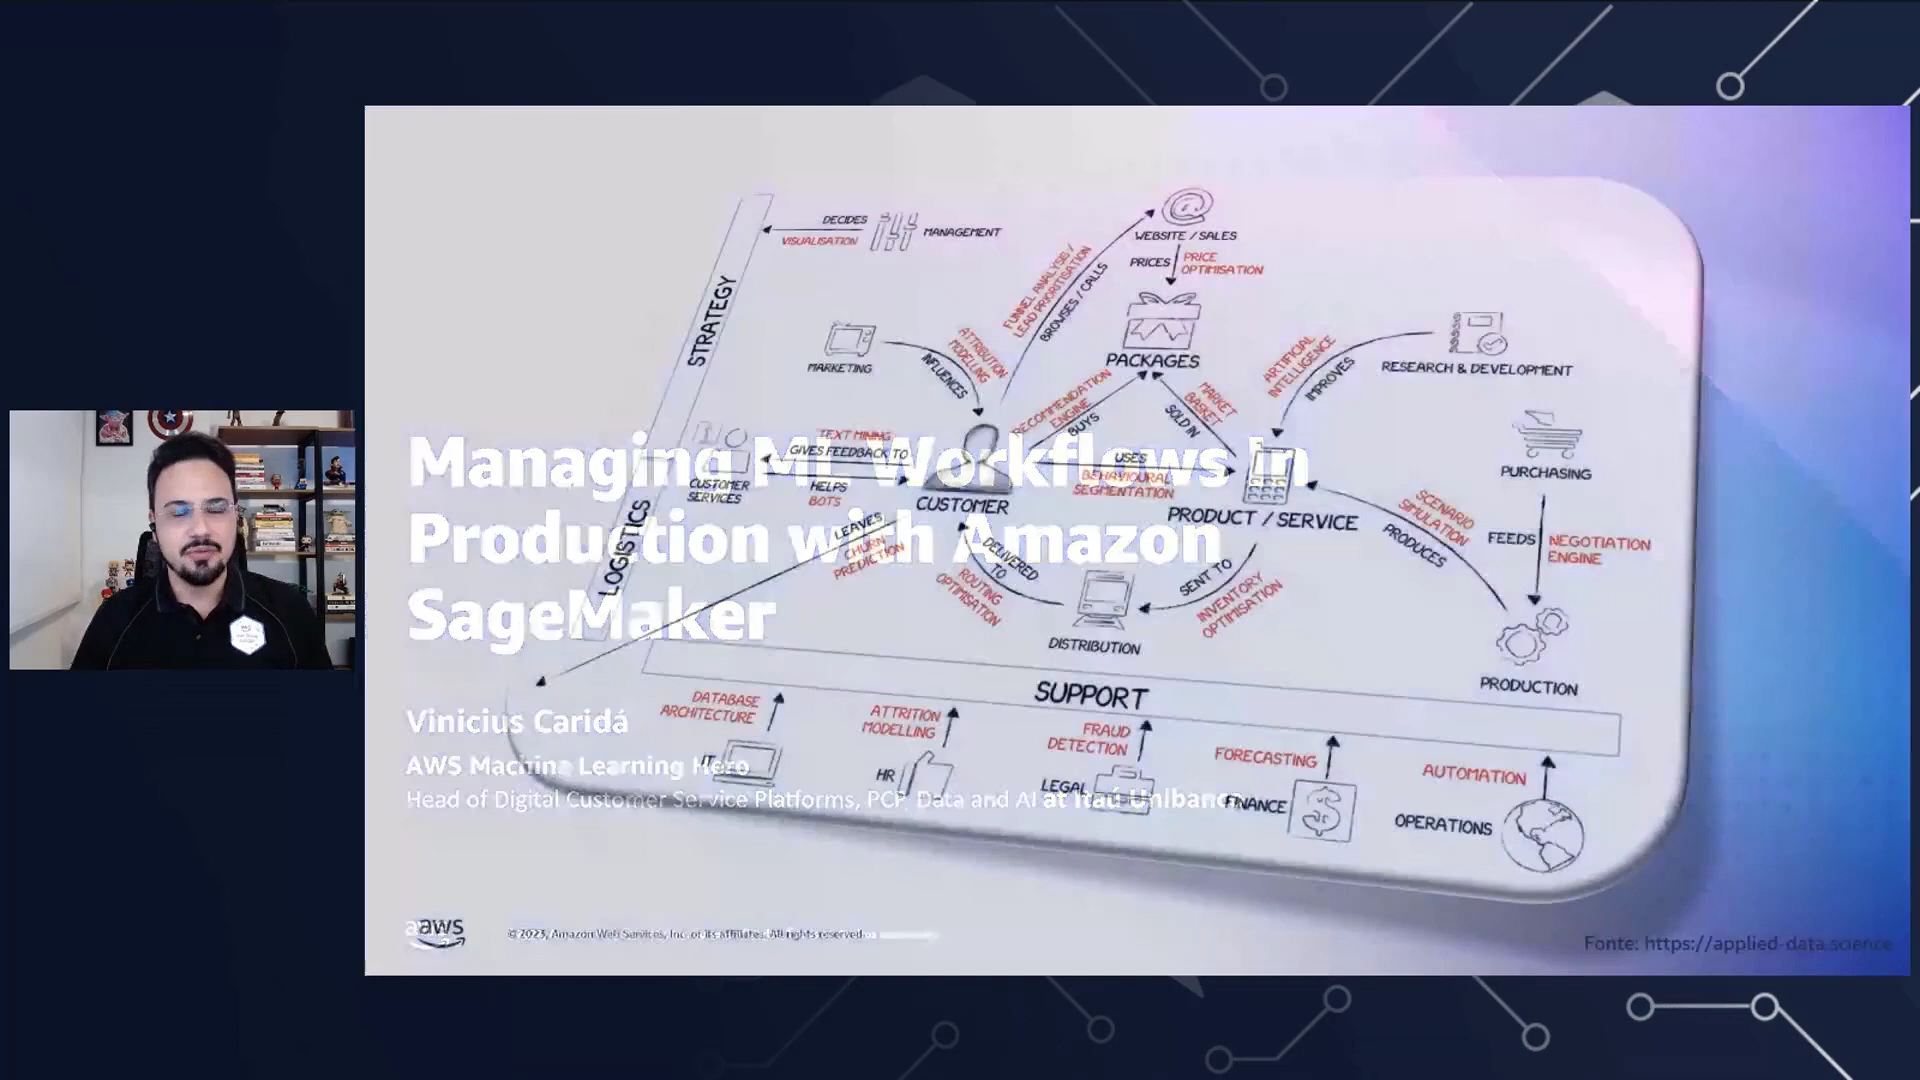 DECIDES
VISUALISATION
MANAGEMENT
WEBSITE / SALES
PRICES
PRICE
OPTIMISATION
FUNNEL ANALYSIS /
LEAD PRIORITISATION
BROWSES / CALLS
STRATEGY
MARKETING
INFLUENCES
ATTRIBUTION
MODELLING
PACKAGES
ARTIFICIAL
INTELLIGENCE
IMPROVES
RESEARCH & DEVELOPMENT
RECOMMENDATION
ENGINE
BUYS
MARKET
BASKET
SOLD IN
TEXT MINING
GIVES FEEDBACK TO
HELPS
BOTS
CUSTOMER
SERVICES
CUSTOMER
USES
BEHAVIOURAL
SEGMENTATION
PRODUCT / SERVICE
PURCHASING
SCENARIO
SIMULATION
PRODUCES
FEEDS
NEGOTIATION
ENGINE
LOGISTICS
LEAVES
CHURN
PREDICTION
DELIVERED
TO
ROUTING
OPTIMISATION
SENT TO
INVENTORY
OPTIMISATION
DISTRIBUTION
PRODUCTION
SUPPORT
DATABASE
ARCHITECTURE
IT
ATTRITION
MODELLING
HR
FRAUD
DETECTION
LEGAL
FORECASTING
FINANCE
AUTOMATION
OPERATIONS
Managing ML Workflows in
Production with Amazon
SageMaker
Vinicius Caridá
AWS Machine Learning Hero
Head of Digital Customer Service Platforms, PCP, Data and AI at Itaú Unibanco
aws
© 2023, Amazon Web Services, Inc. or its affiliates. All rights reserved.
Fonte: https://applied-data.science